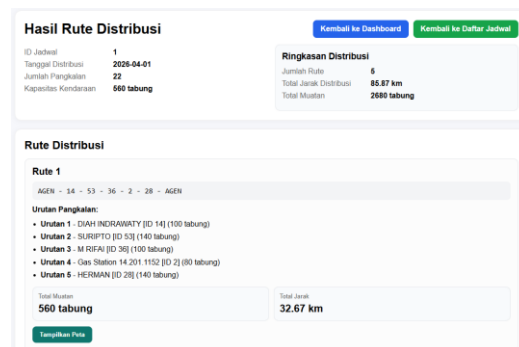 Hasil Rute Distribusi
Kembali ke Dashboard
Kembali ke Daftar Jadwal
ID Jadwal 1
Tanggal Distribusi 2026-04-01
Jumlah Pangkalan 22
Kapasitas Kendaraan 560 tabung
Ringkasan Distribusi
Jumlah Rute 5
Total Jarak Distribusi 85.87 km
Total Muatan 2680 tabung
Rute Distribusi
Rute 1
AGEN - 14 - 53 - 36 - 2 - 28 - AGEN
Urutan Pangkalan:
• Urutan 1 - DIAH INDRAWATY [ID 14] (100 tabung)
• Urutan 2 - SURIPTO [ID 53] (140 tabung)
• Urutan 3 - M RIFAI [ID 36] (100 tabung)
• Urutan 4 - Gas Station 14.201.1152 [ID 2] (80 tabung)
• Urutan 5 - HERMAN [ID 28] (140 tabung)
Total Muatan
560 tabung
Total Jarak
32.67 km
Tampilkan Peta